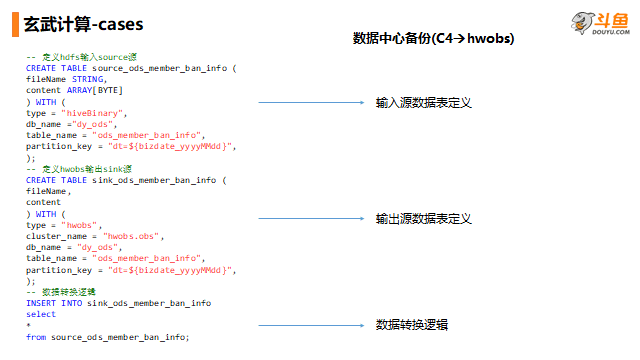 玄武计算-cases
斗鱼
DOUYU.COM
数据中心备份(C4→hwobs)
-- 定义hdfs输入source源
CREATE TABLE source_ods_member_ban_info (
fileName STRING,
content ARRAY[BYTE]
) WITH (
type = "hiveBinary",
db_name ="dy_ods",
table_name = "ods_member_ban_info",
partition_key = "dt=${bizdate_yyyyMMdd}",
);
-- 定义hwobs输出sink源
CREATE TABLE sink_ods_member_ban_info (
fileName,
content
) WITH (
type = "hwobs",
cluster_name = "hwobs.obs",
db_name = "dy_ods",
table_name = "ods_member_ban_info",
partition_key = "dt=${bizdate_yyyyMMdd}",
);
-- 数据转换逻辑
INSERT INTO sink_ods_member_ban_info
select
*
from source_ods_member_ban_info;
输入源数据表定义
输出源数据表定义
数据转换逻辑